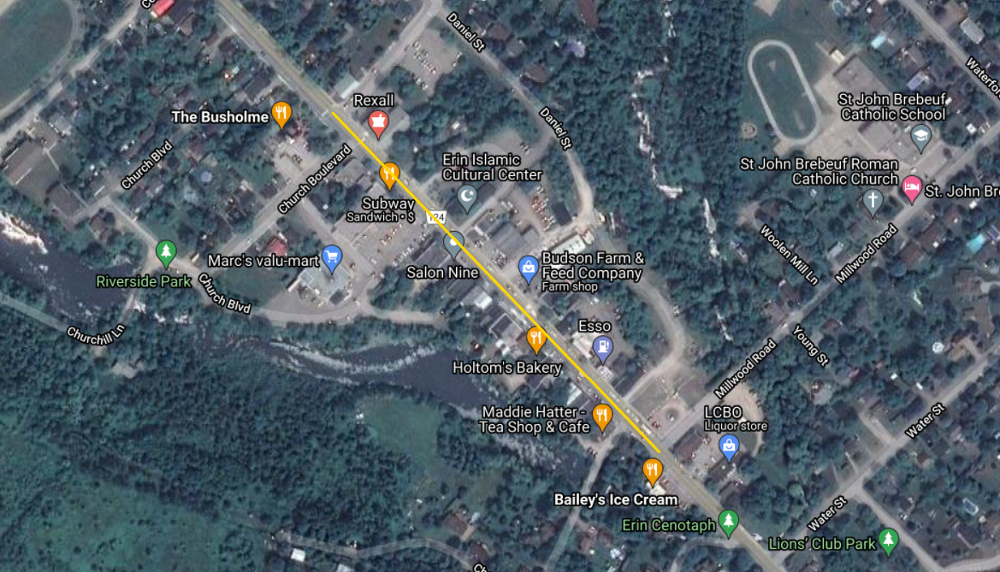 Co
Daniel St
Waterfo
Rexall
The Busholme
St John Brebeuf
Catholic School
Daniel St
Church Blvd
Church Boulevard
Erin Islamic
Cultural Center
St John Brebeuf Roman
Catholic Church
St. John Br
Subway
Sandwich • $
124
Woolen Mill Ln
Millwood Road
Marc's valu-mart
Salon Nine
Budson Farm &
Feed Company
Farm shop
Riverside Park
Church Blvd
Churchill Ln
Esso
Young St
Holtom's Bakery
Millwood Road
Maddie Hatter -
Tea Shop & Cafe
LCBO
Liquor store
Water St
Bailey's Ice Cream
Erin Cenotaph
Water St
Lions' Club Park
Ch